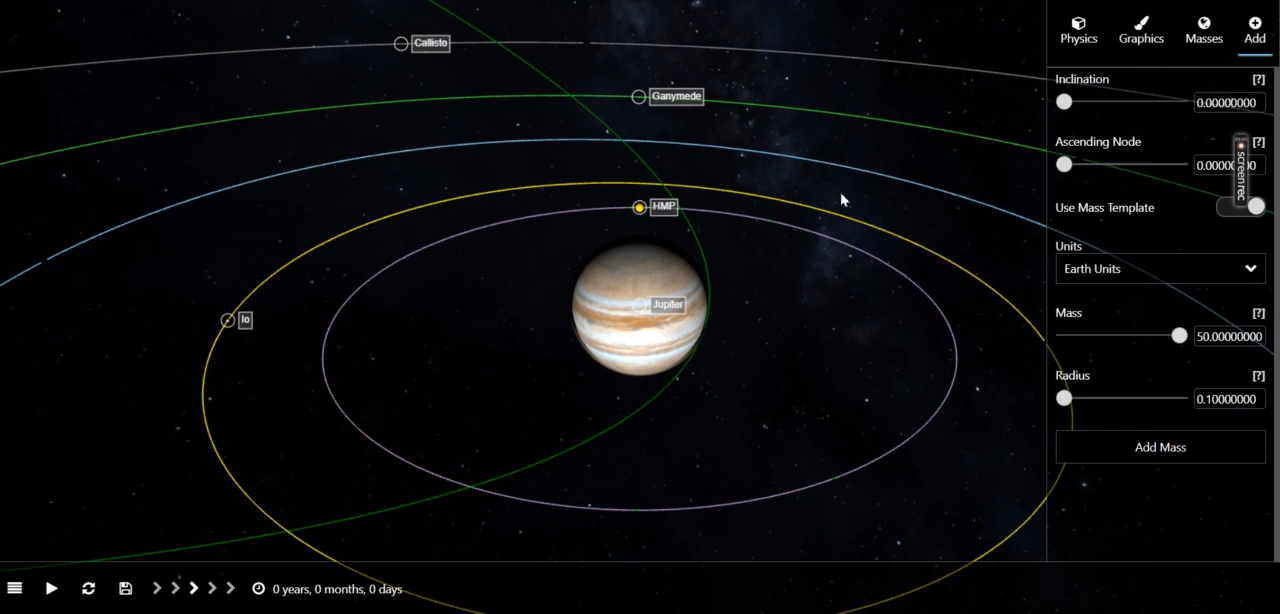 Physics Graphics Masses Add
Callisto
Ganymede
HMP
Jupiter
Io
Inclination [?]
0.00000000
Ascending Node [?]
screenrec
Use Mass Template
Units
Earth Units
Mass [?]
50.00000000
Radius [?]
0.10000000
Add Mass
0 years, 0 months, 0 days